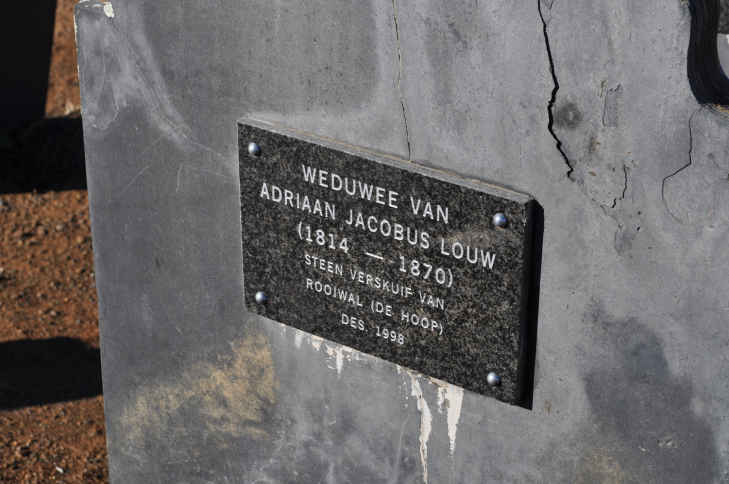 WEDUWEE VAN
ADRIAAN JACOBUS LOUW
(1814 — 1870)
STEEN VERSKUIF VAN
ROOIWAL (DE HOOP)
DES. 1998